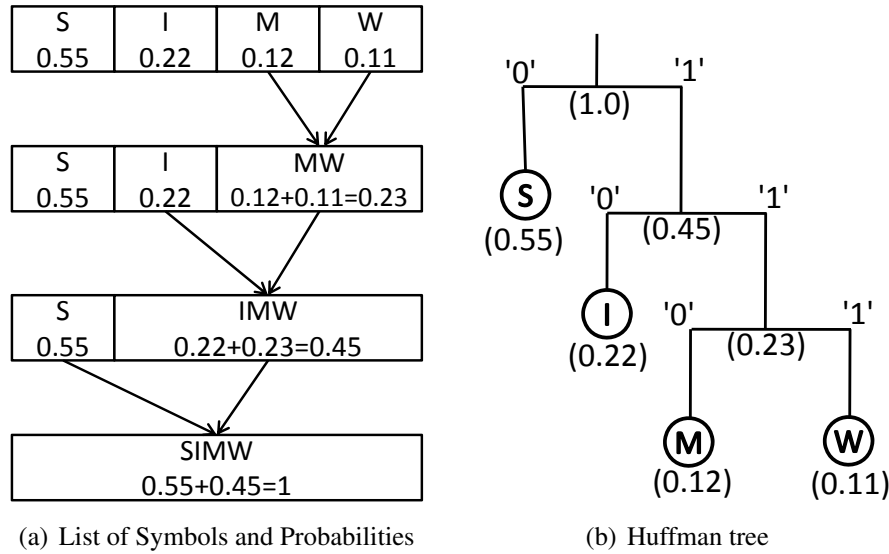 S I M W
0.55 0.22 0.12 0.11
S I MW
0.55 0.22 0.12+0.11=0.23
S IMW
0.55 0.22+0.23=0.45
SIMW
0.55+0.45=1
(a) List of Symbols and Probabilities
'0' '1'
(1.0)
S
(0.55)
'0' '1'
(0.45)
I
(0.22)
'0' '1'
(0.23)
M W
(0.12) (0.11)
(b) Huffman tree